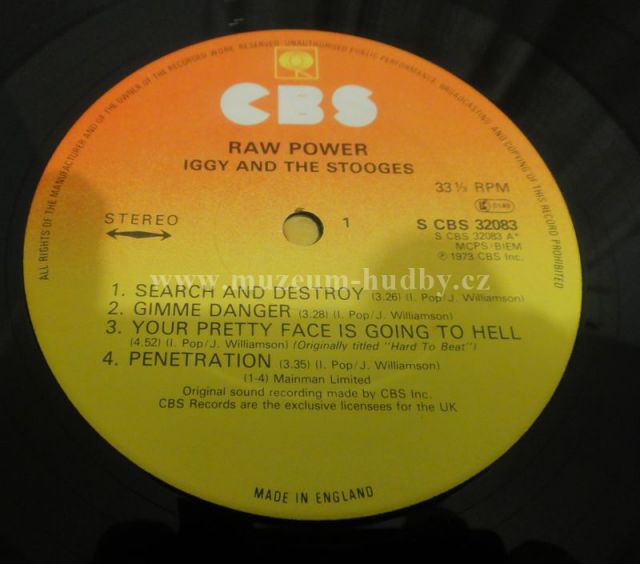 ALL RIGHTS OF THE MANUFACTURER AND OF THE OWNER OF THE RECORDED WORK RESERVED. UNAUTHORISED PUBLIC PERFORMANCE, BROADCASTING AND COPYING OF THIS RECORD PROHIBITED
CBS
RAW POWER
IGGY AND THE STOOGES
33⅓ RPM
STEREO
1
S CBS 32083
S CBS 32083 A*
MCPS/BIEM
℗ 1973 CBS Inc.
www.muzeum-hudby.cz
1. SEARCH AND DESTROY (3.26) (I. Pop/J. Williamson)
2. GIMME DANGER (3.28) (I. Pop/J. Williamson)
3. YOUR PRETTY FACE IS GOING TO HELL
(4.52) (I. Pop/J. Williamson) (Originally titled "Hard To Beat")
4. PENETRATION (3.35) (I. Pop/J. Williamson)
(1-4) Mainman Limited
Original sound recording made by CBS Inc.
CBS Records are the exclusive licensees for the UK
MADE IN ENGLAND